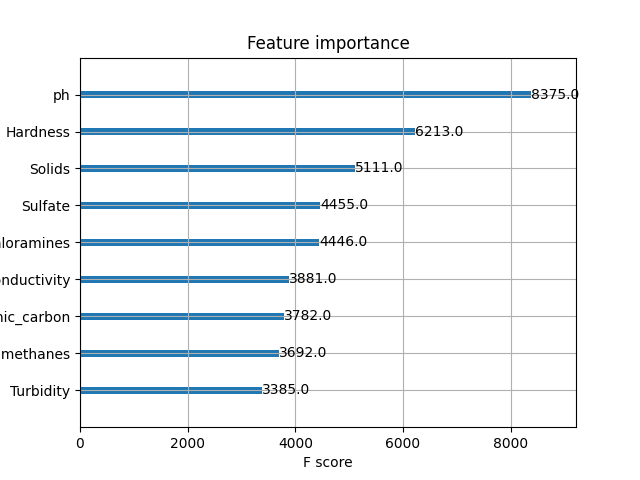 Feature importance
ph 8375.0
Hardness 6213.0
Solids 5111.0
Sulfate 4455.0
loramines 4446.0
nductivity 3881.0
nic_carbon 3782.0
methanes 3692.0
Turbidity 3385.0
0 2000 4000 6000 8000
F score